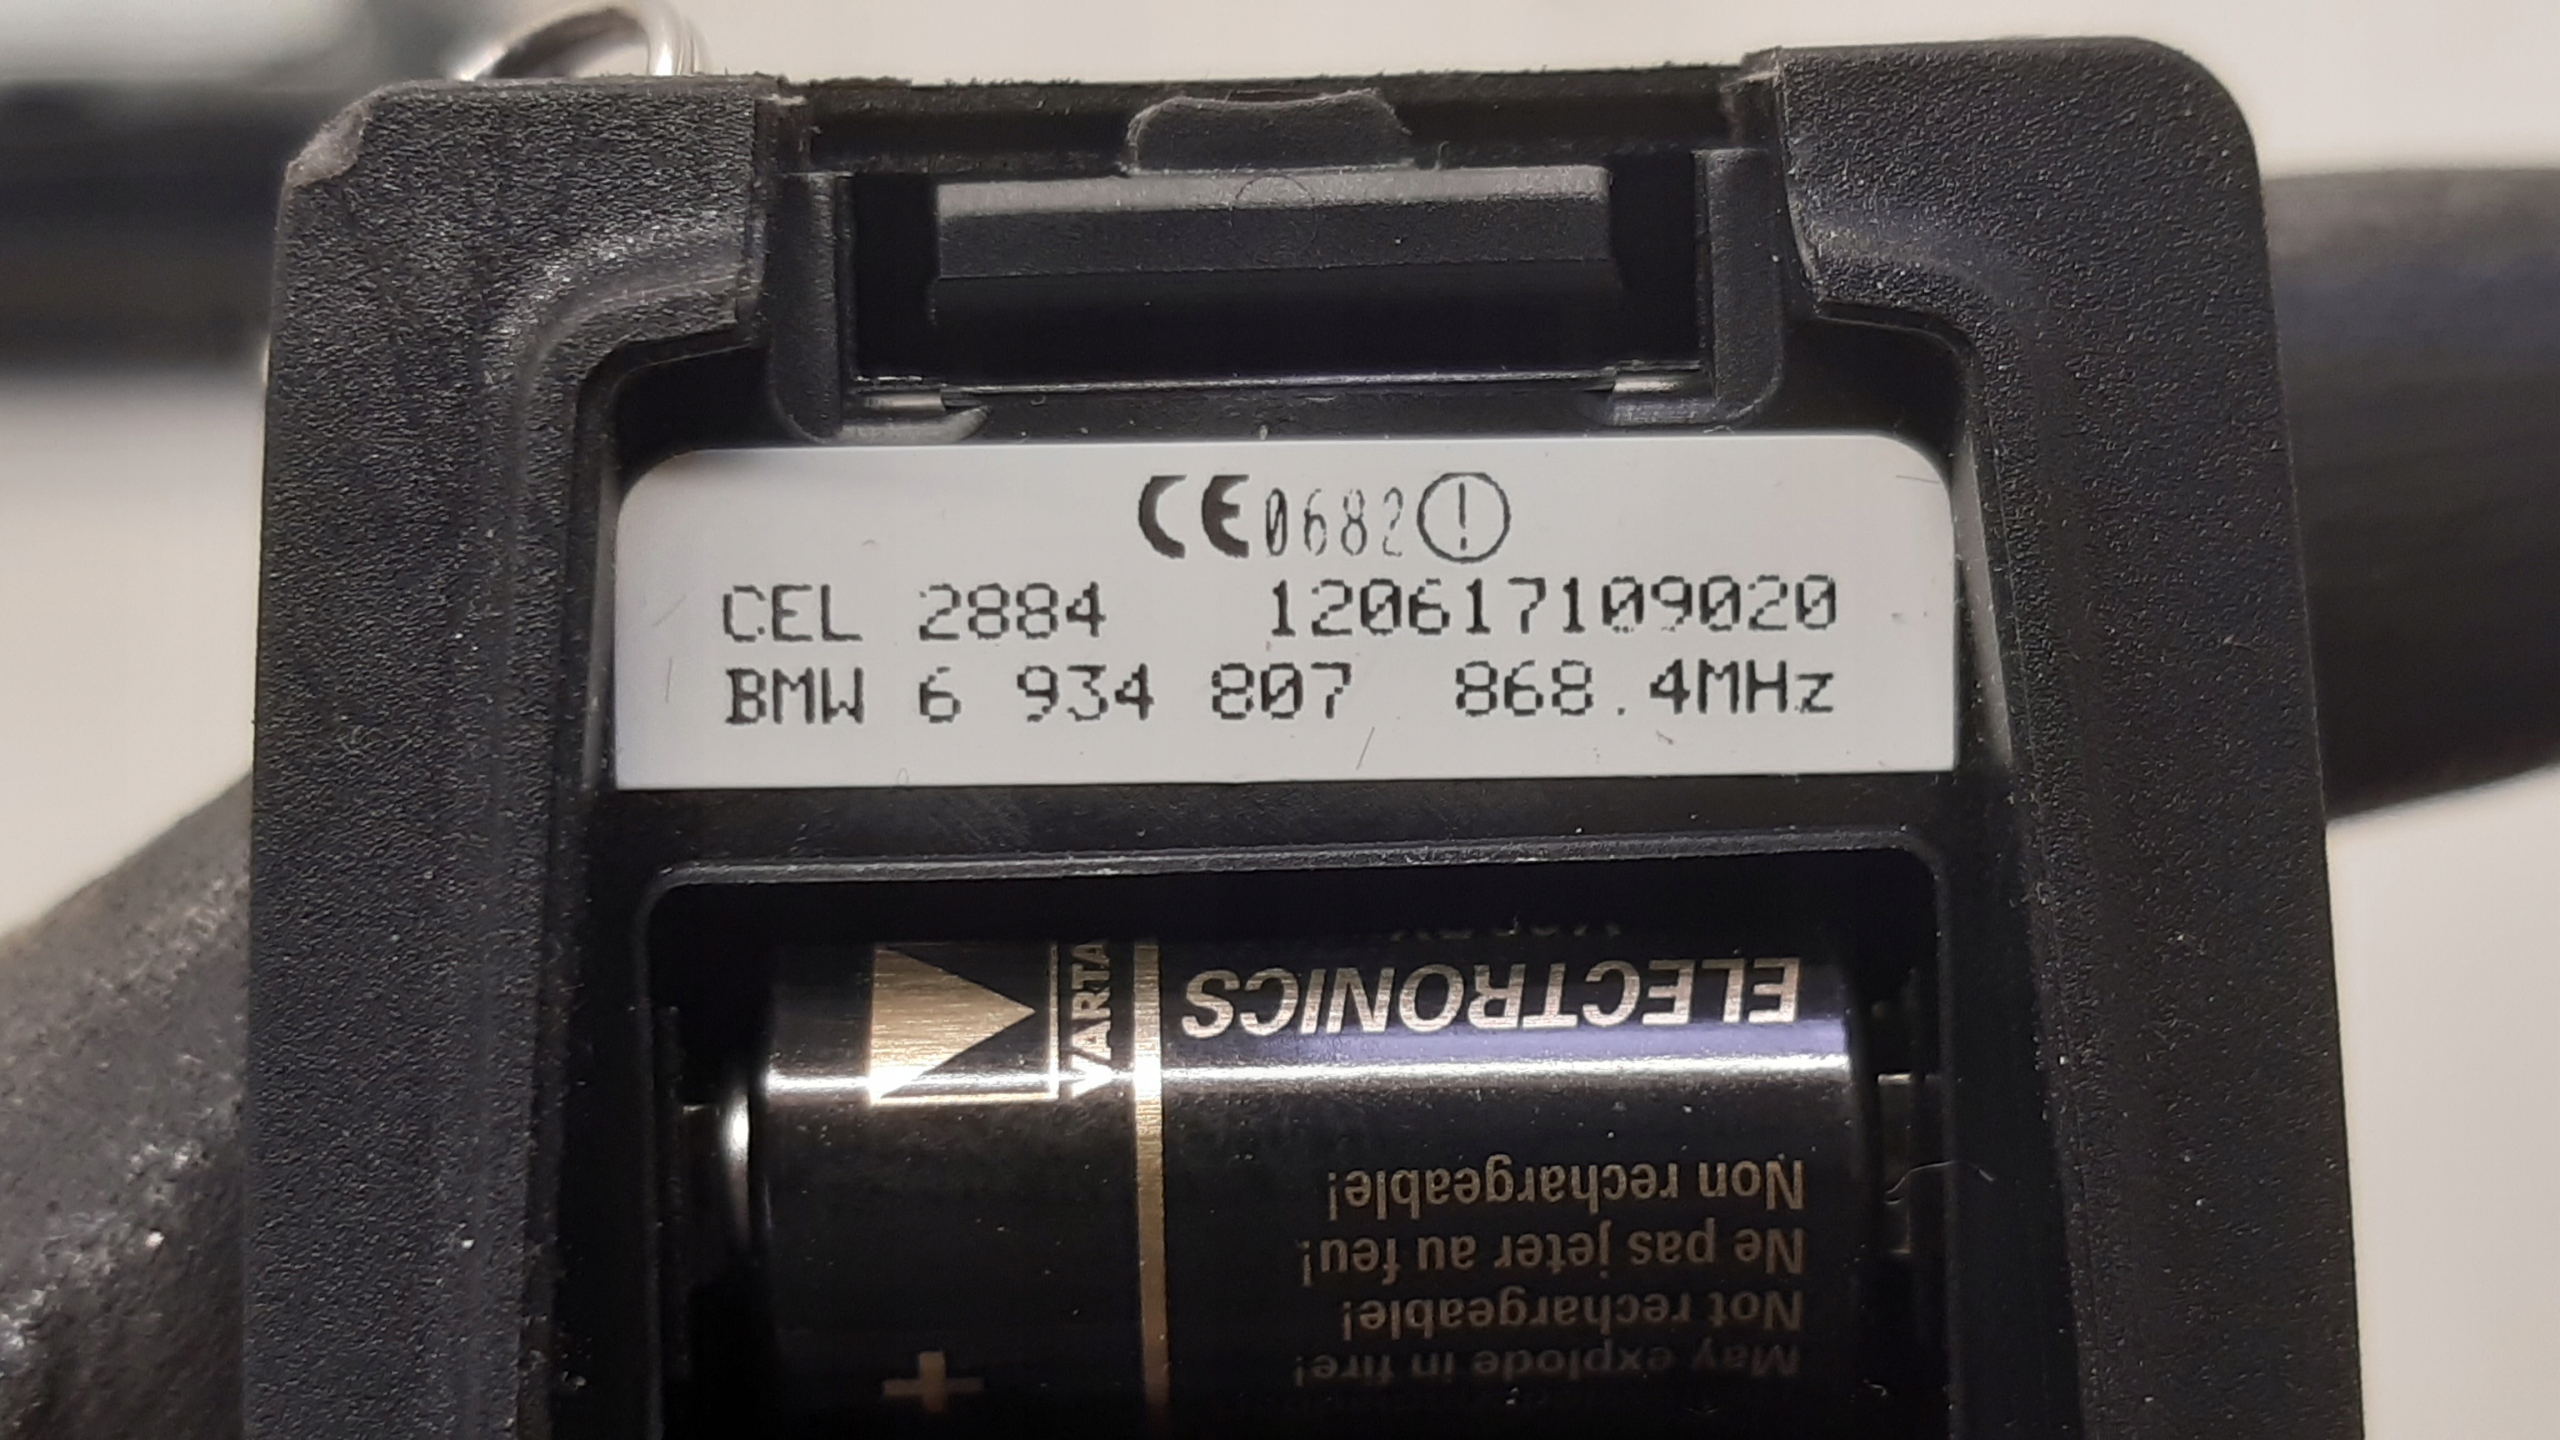 CE0682!
CEL 2884 120617109020
BMW 6 934 807 868.4MHz
VARTA
ELECTRONICS
Non rechargeable!
Ne pas jeter au feu!
Not rechargeable!
May explode in fire!
+